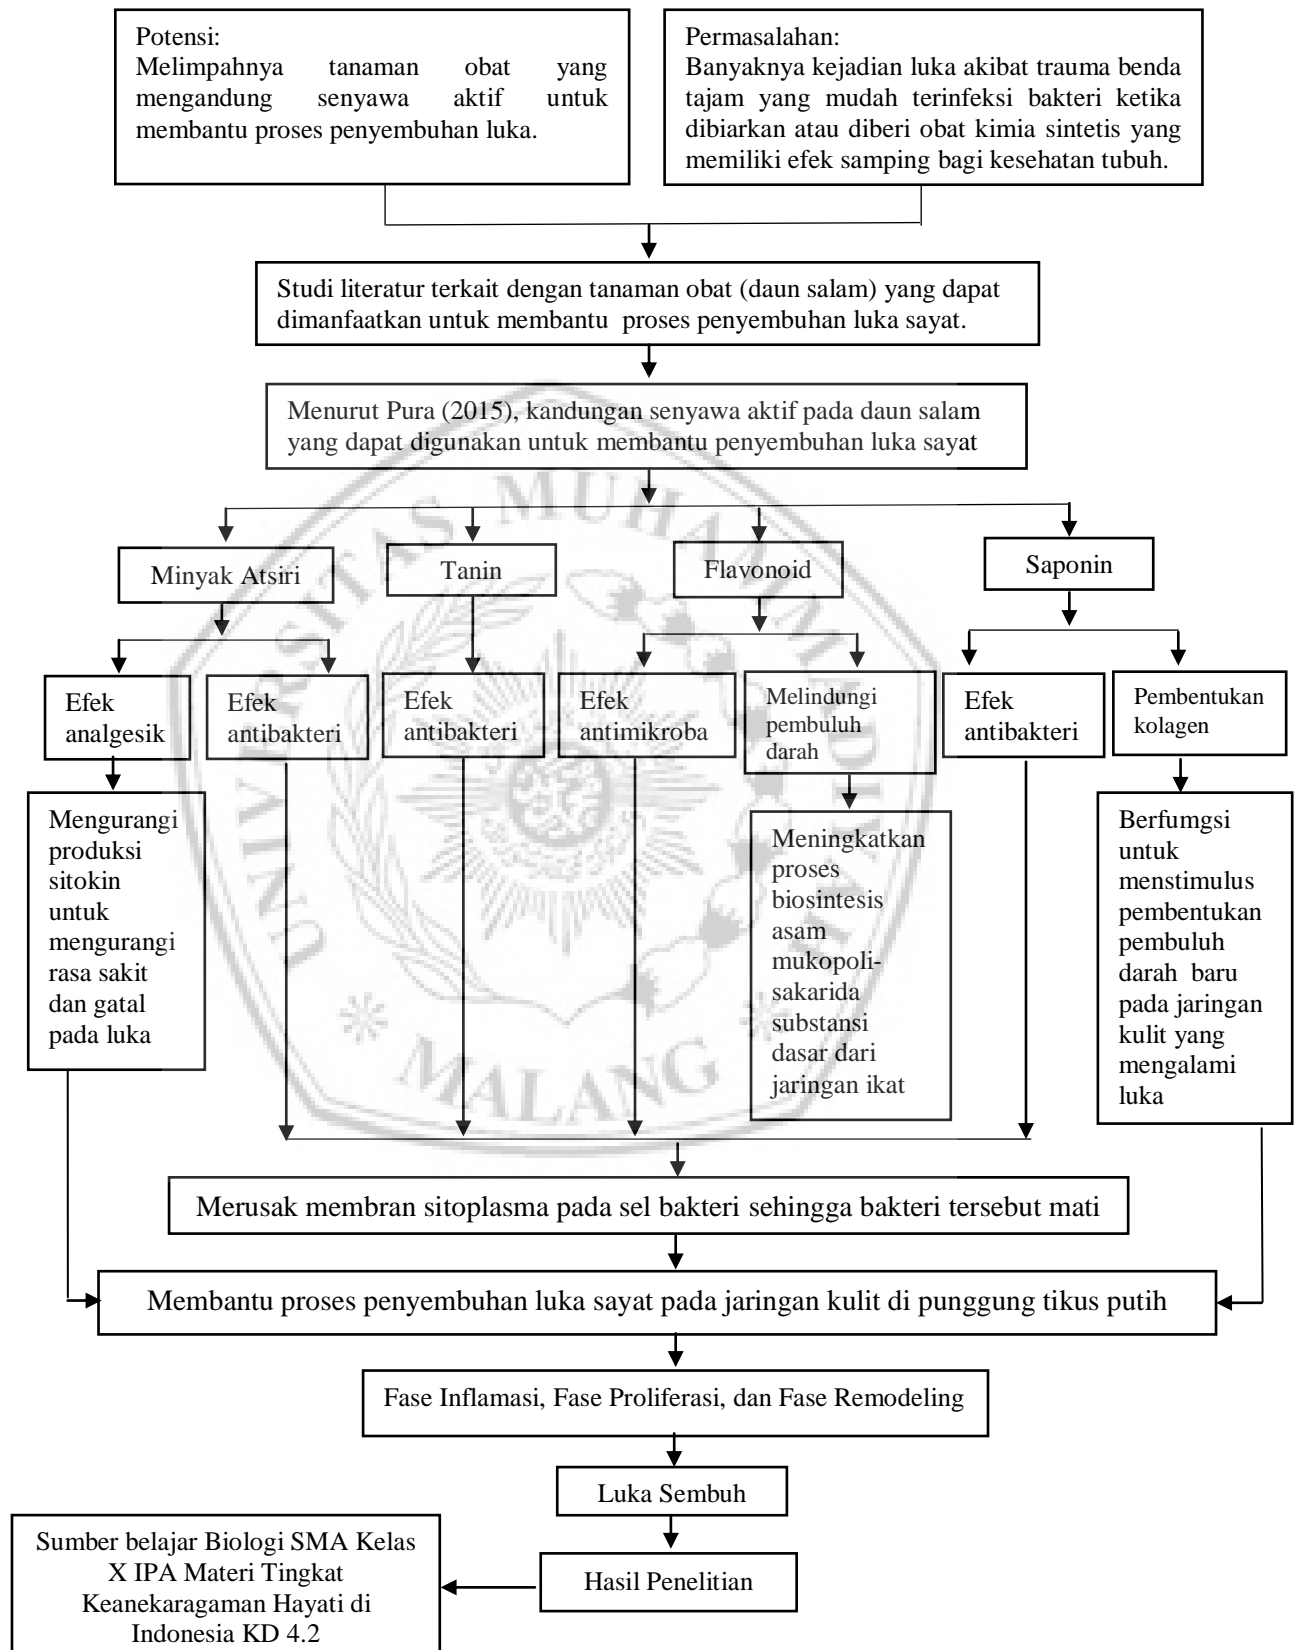 Potensi:
Melimpahnya tanaman obat yang
mengandung senyawa aktif untuk
membantu proses penyembuhan luka.
Permasalahan:
Banyaknya kejadian luka akibat trauma benda
tajam yang mudah terinfeksi bakteri ketika
dibiarkan atau diberi obat kimia sintetis yang
memiliki efek samping bagi kesehatan tubuh.
Studi literatur terkait dengan tanaman obat (daun salam) yang dapat
dimanfaatkan untuk membantu proses penyembuhan luka sayat.
Menurut Pura (2015), kandungan senyawa aktif pada daun salam
yang dapat digunakan untuk membantu penyembuhan luka sayat
Minyak Atsiri
Tanin
Flavonoid
Saponin
Efek
analgesik
Efek
antibakteri
Efek
antibakteri
Efek
antimikroba
Melindungi
pembuluh
darah
Efek
antibakteri
Pembentukan
kolagen
Mengurangi
produksi
sitokin
untuk
mengurangi
rasa sakit
dan gatal
pada luka
Meningkatkan
proses
biosintesis
asam
mukopoli-
sakarida
substansi
dasar dari
jaringan ikat
Berfumgsi
untuk
menstimulus
pembentukan
pembuluh
darah baru
pada jaringan
kulit yang
mengalami
luka
Merusak membran sitoplasma pada sel bakteri sehingga bakteri tersebut mati
Membantu proses penyembuhan luka sayat pada jaringan kulit di punggung tikus putih
Fase Inflamasi, Fase Proliferasi, dan Fase Remodeling
Luka Sembuh
Hasil Penelitian
Sumber belajar Biologi SMA Kelas
X IPA Materi Tingkat
Keanekaragaman Hayati di
Indonesia KD 4.2
UNIVERSITAS MUHAMMADIYAH
MALANG